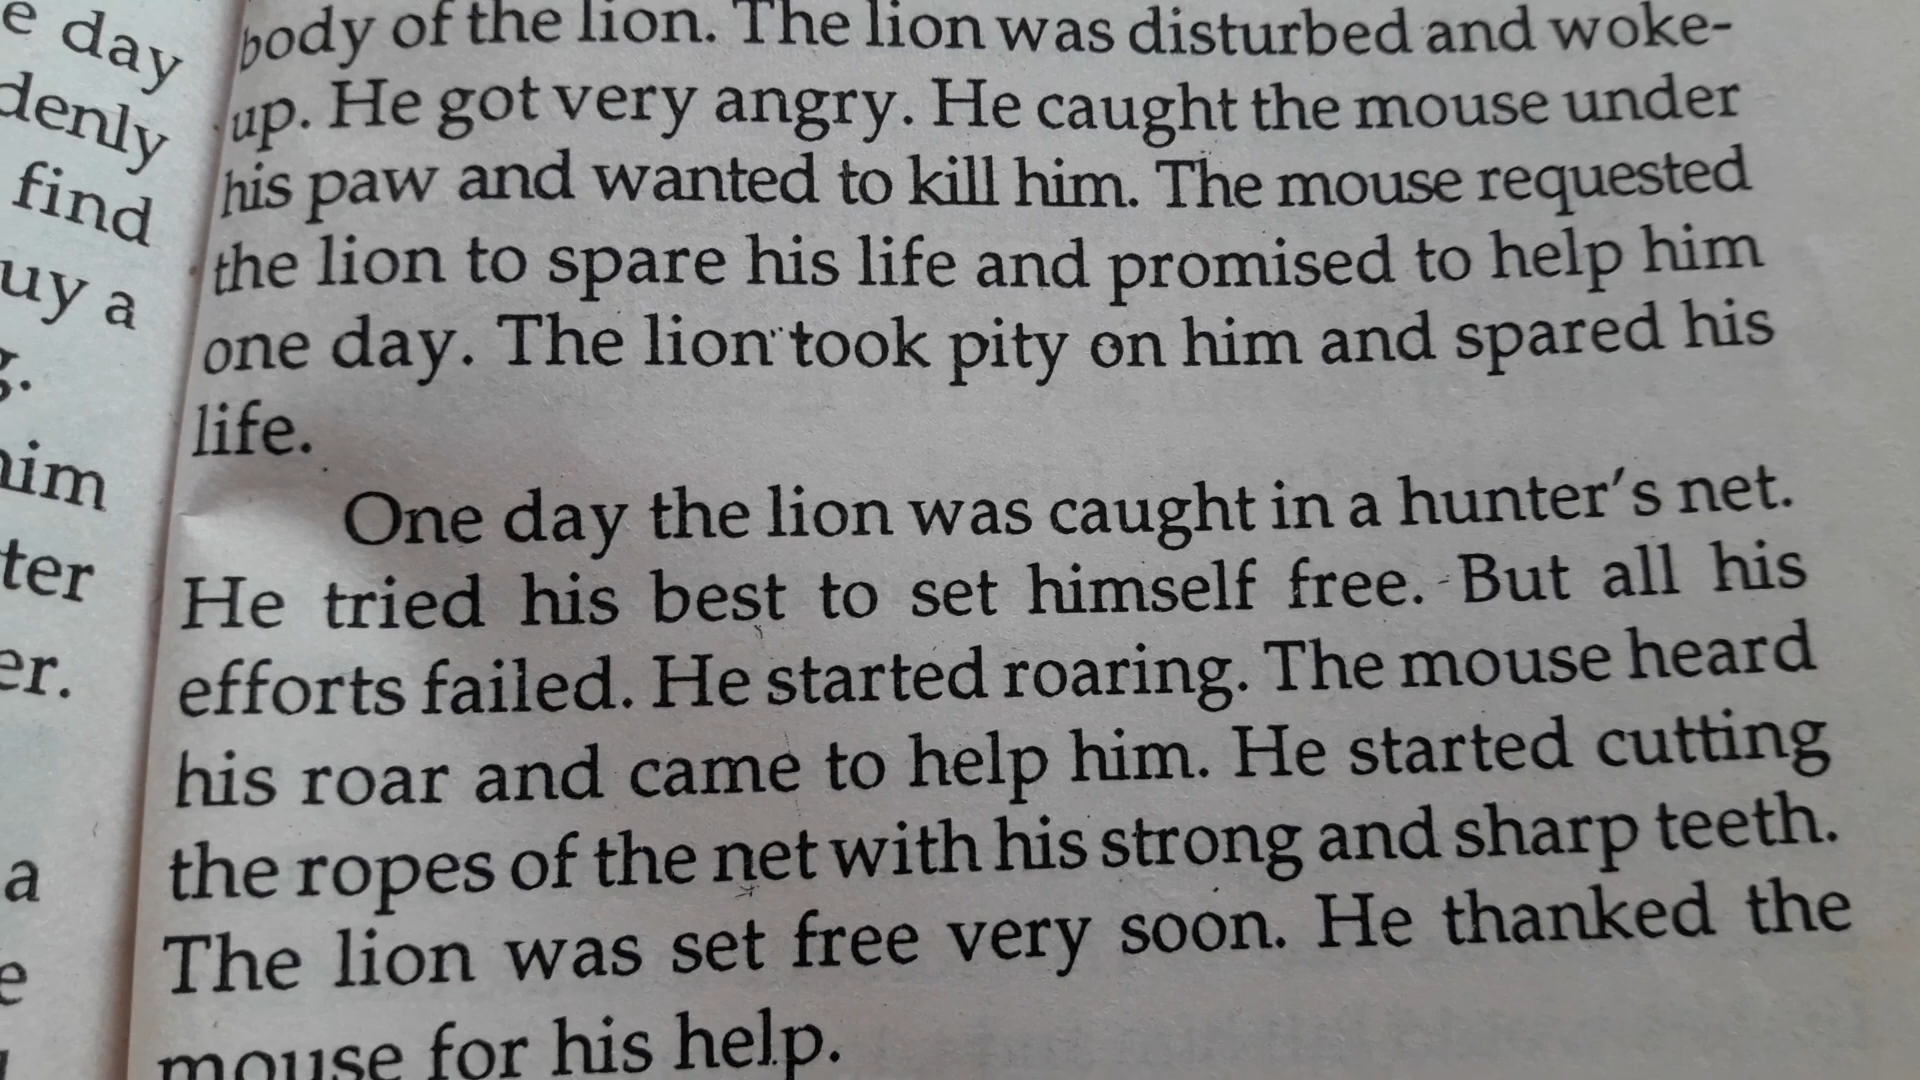 day
find
a
body of the lion. The lion was disturbed and woke-
up. He got very angry. He caught the mouse under
his paw and wanted to kill him. The mouse requested
the lion to spare his life and promised to help him
one day. The lion took pity on him and spared his
life.
One day the lion was caught in a hunter's net.
He tried his best to set himself free. But all his
efforts failed. He started roaring. The mouse heard
his roar and came to help him. He started cutting
the ropes of the net with his strong and sharp teeth.
The lion was set free very soon. He thanked the
mouse for his help.